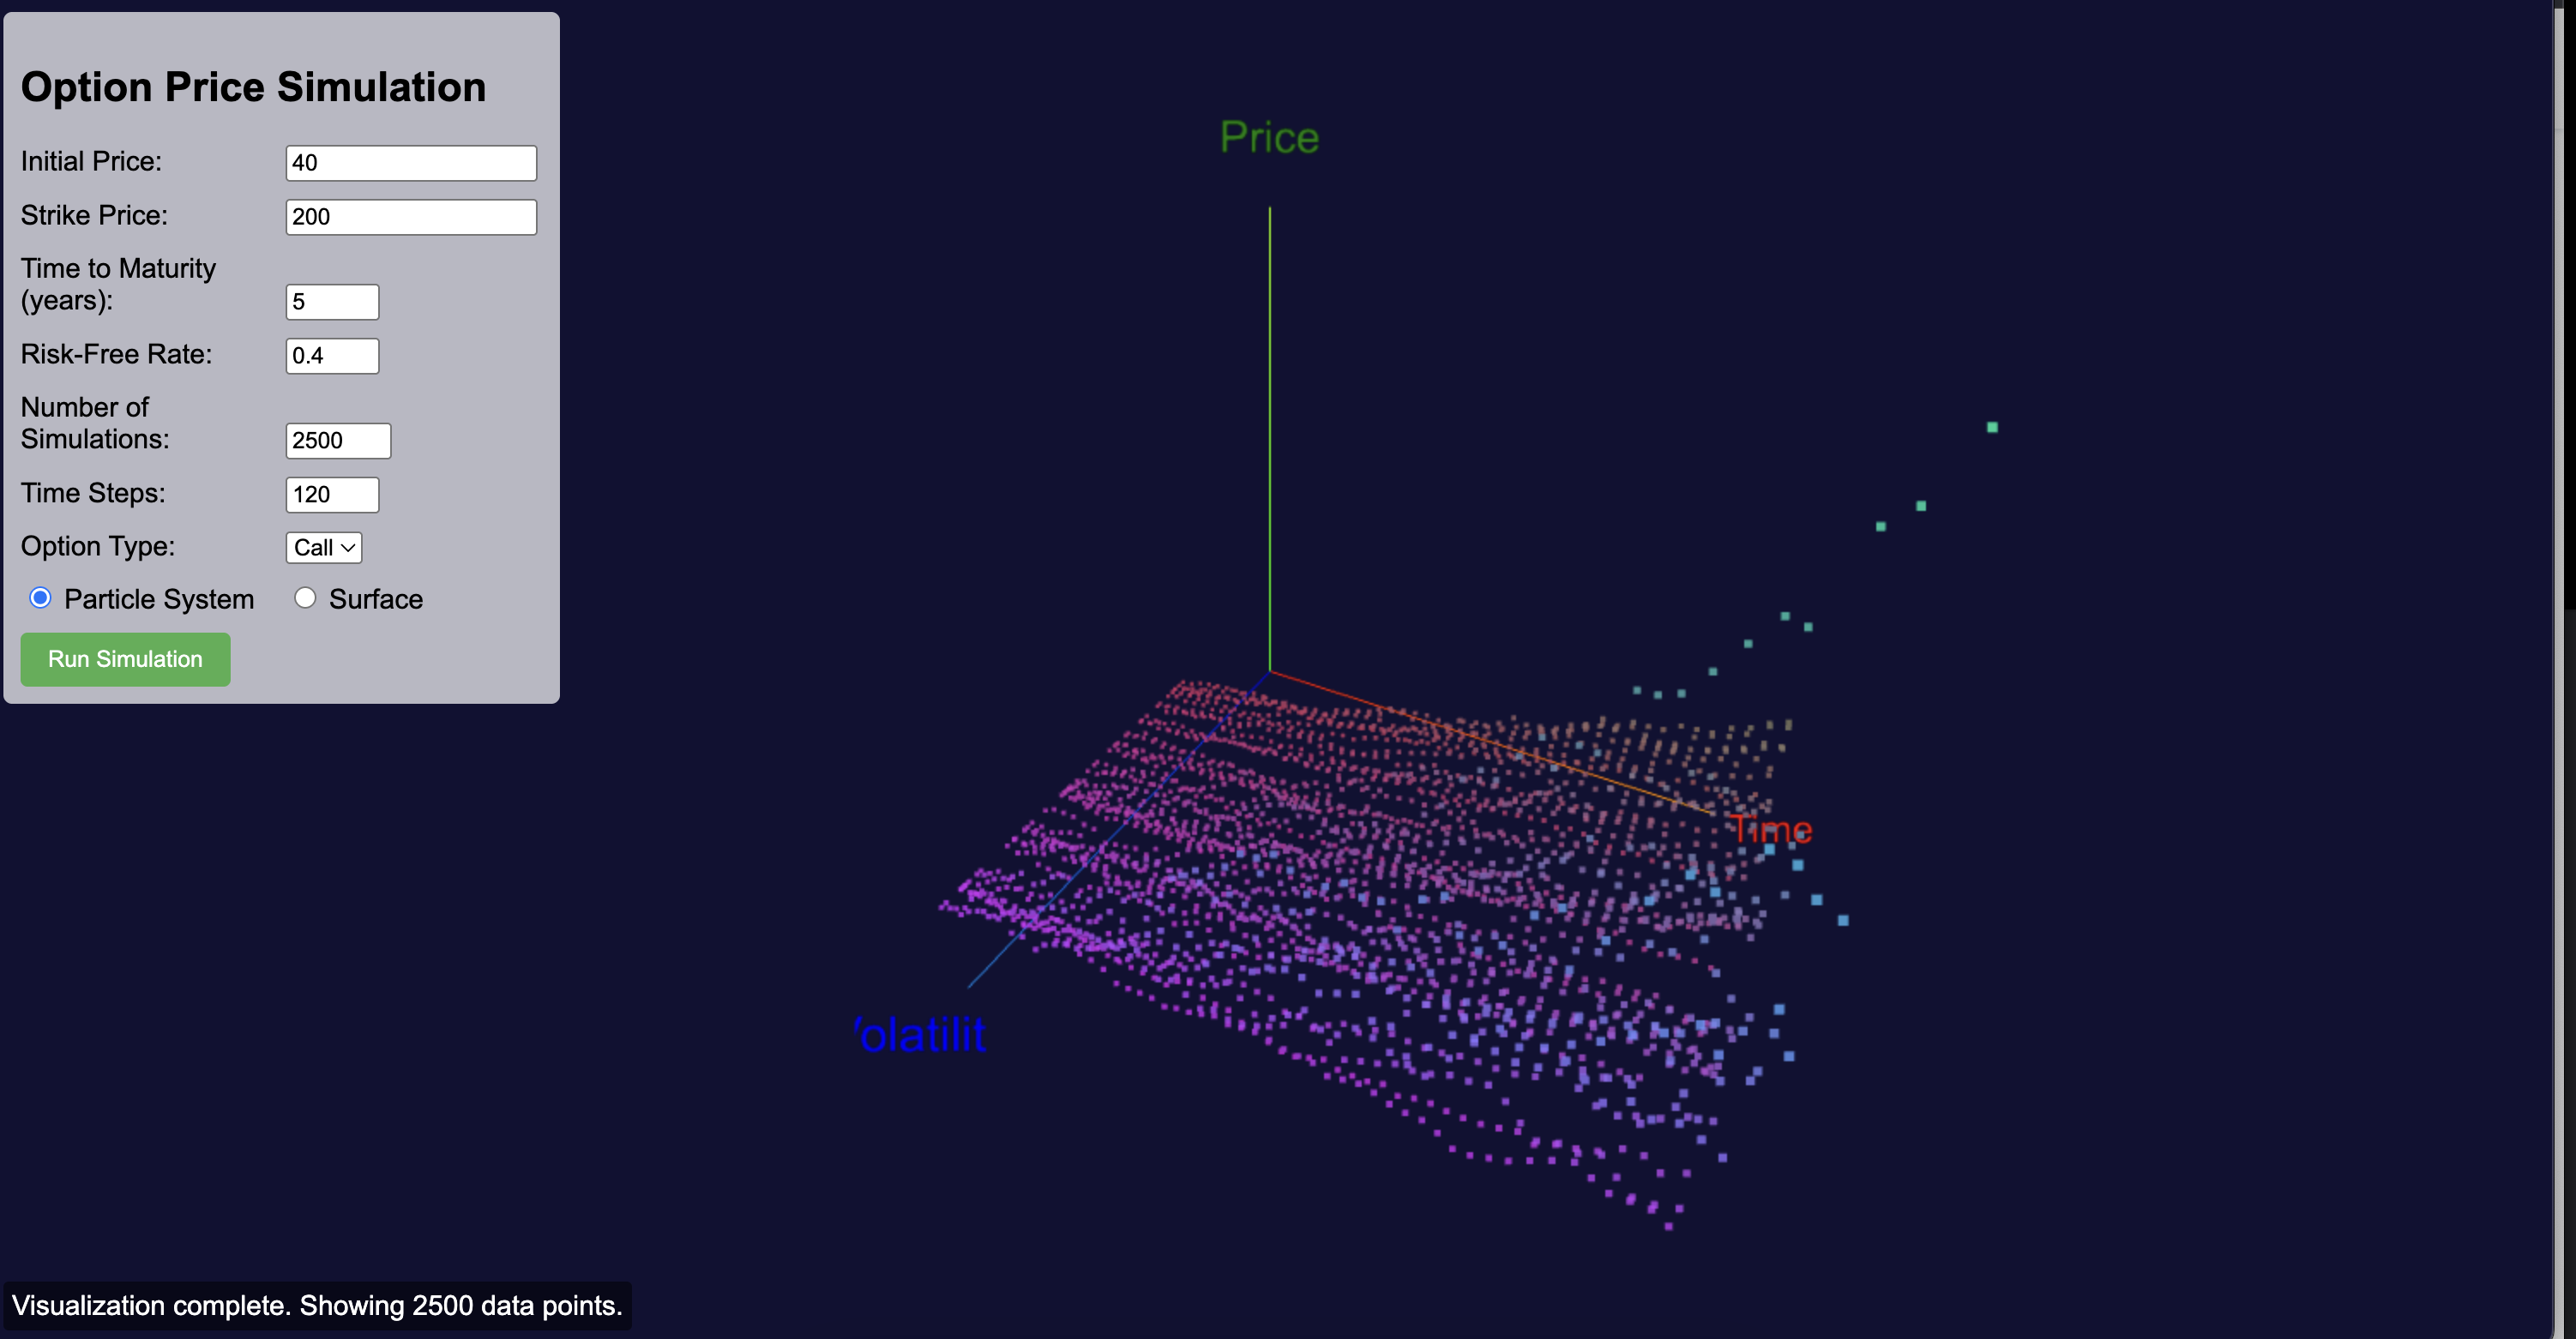 Option Price Simulation
Initial Price: 40
Strike Price: 200
Time to Maturity
(years): 5
Risk-Free Rate: 0.4
Number of
Simulations: 2500
Time Steps: 120
Option Type: Call
Particle System Surface
Run Simulation
Price
Time
olatilit
Visualization complete. Showing 2500 data points.